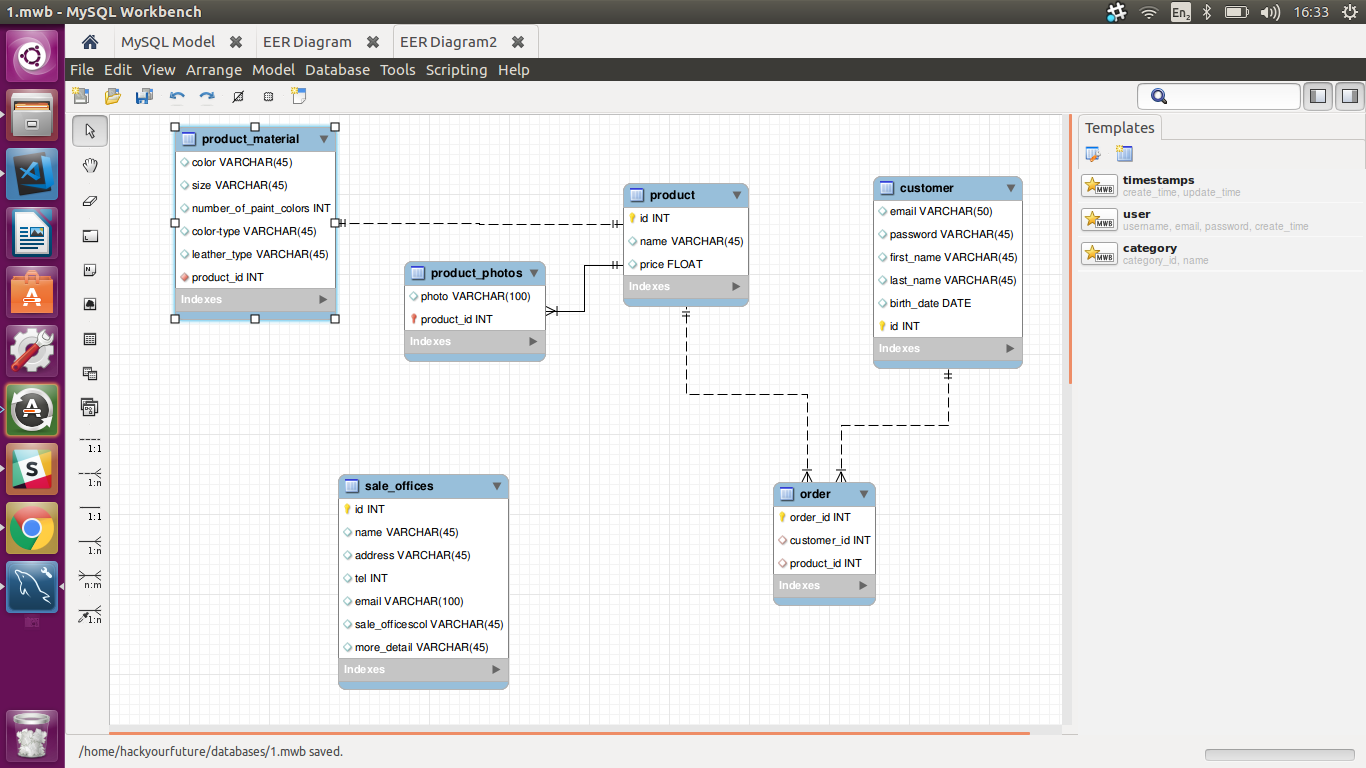 1.mwb - MySQL Workbench
En2
16:33
MySQL Model
EER Diagram
EER Diagram2
File Edit View Arrange Model Database Tools Scripting Help
product_material
color VARCHAR(45)
size VARCHAR(45)
number_of_paint_colors INT
color-type VARCHAR(45)
leather_type VARCHAR(45)
product_id INT
Indexes
product_photos
photo VARCHAR(100)
product_id INT
Indexes
product
id INT
name VARCHAR(45)
price FLOAT
Indexes
customer
email VARCHAR(50)
password VARCHAR(45)
first_name VARCHAR(45)
last_name VARCHAR(45)
birth_date DATE
id INT
Indexes
sale_offices
id INT
name VARCHAR(45)
address VARCHAR(45)
tel INT
email VARCHAR(100)
sale_officescol VARCHAR(45)
more_detail VARCHAR(45)
Indexes
order
order_id INT
customer_id INT
product_id INT
Indexes
1:1
1:n
1:1
1:n
n:m
1:n
Templates
MWB
timestamps
create_time, update_time
MWB
user
username, email, password, create_time
MWB
category
category_id, name
/home/hackyourfuture/databases/1.mwb saved.